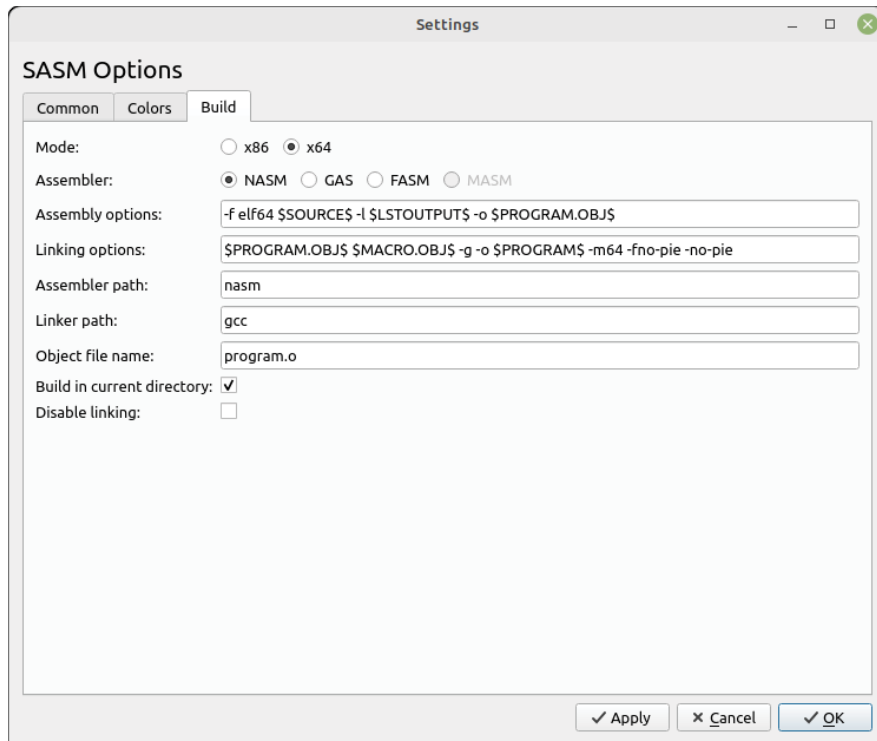 Settings
SASM Options
Common Colors Build
Mode: x86 x64
Assembler: NASM GAS FASM MASM
Assembly options: -f elf64 $SOURCE$ -l $LSTOUTPUT$ -o $PROGRAM.OBJ$
Linking options: $PROGRAM.OBJ$ $MACRO.OBJ$ -g -o $PROGRAM$ -m64 -fno-pie -no-pie
Assembler path: nasm
Linker path: gcc
Object file name: program.o
Build in current directory:
Disable linking:
Apply Cancel OK